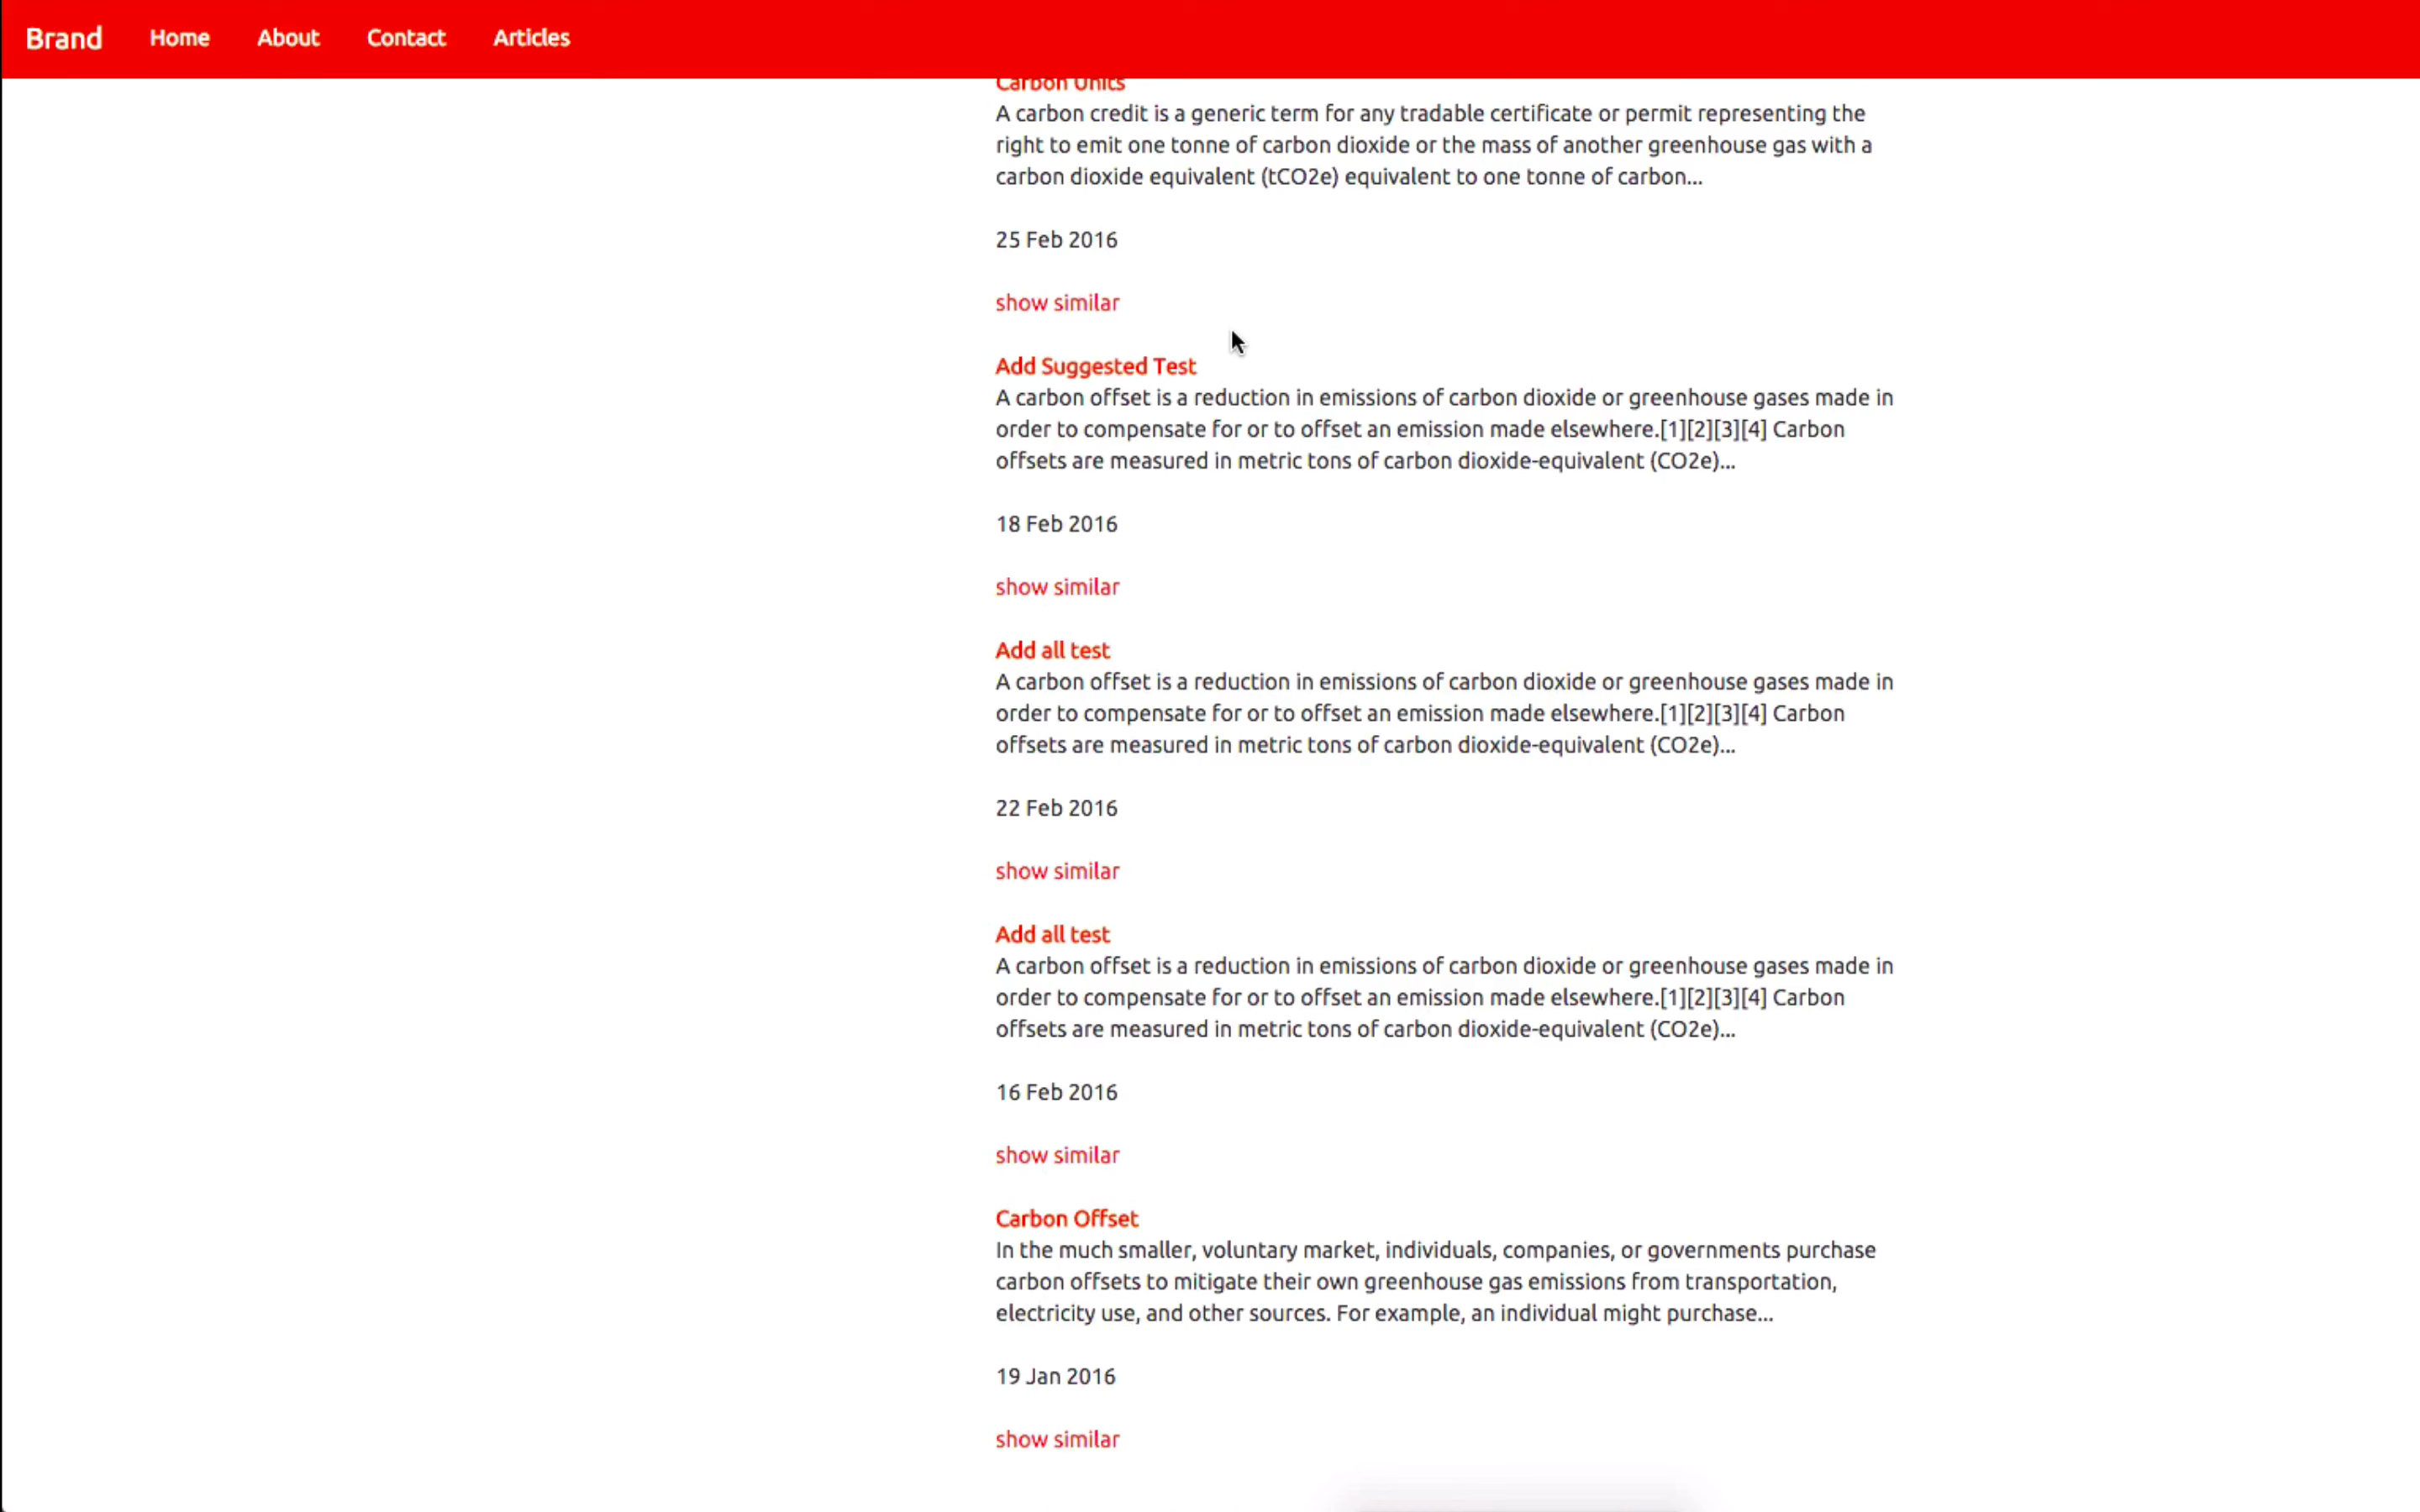 Brand Home About Contact Articles
Carbon Units
A carbon credit is a generic term for any tradable certificate or permit representing the
right to emit one tonne of carbon dioxide or the mass of another greenhouse gas with a
carbon dioxide equivalent (tCO2e) equivalent to one tonne of carbon...
25 Feb 2016
show similar
Add Suggested Test
A carbon offset is a reduction in emissions of carbon dioxide or greenhouse gases made in
order to compensate for or to offset an emission made elsewhere.[1][2][3][4] Carbon
offsets are measured in metric tons of carbon dioxide-equivalent (CO2e)...
18 Feb 2016
show similar
Add all test
A carbon offset is a reduction in emissions of carbon dioxide or greenhouse gases made in
order to compensate for or to offset an emission made elsewhere.[1][2][3][4] Carbon
offsets are measured in metric tons of carbon dioxide-equivalent (CO2e)...
22 Feb 2016
show similar
Add all test
A carbon offset is a reduction in emissions of carbon dioxide or greenhouse gases made in
order to compensate for or to offset an emission made elsewhere.[1][2][3][4] Carbon
offsets are measured in metric tons of carbon dioxide-equivalent (CO2e)...
16 Feb 2016
show similar
Carbon Offset
In the much smaller, voluntary market, individuals, companies, or governments purchase
carbon offsets to mitigate their own greenhouse gas emissions from transportation,
electricity use, and other sources. For example, an individual might purchase...
19 Jan 2016
show similar